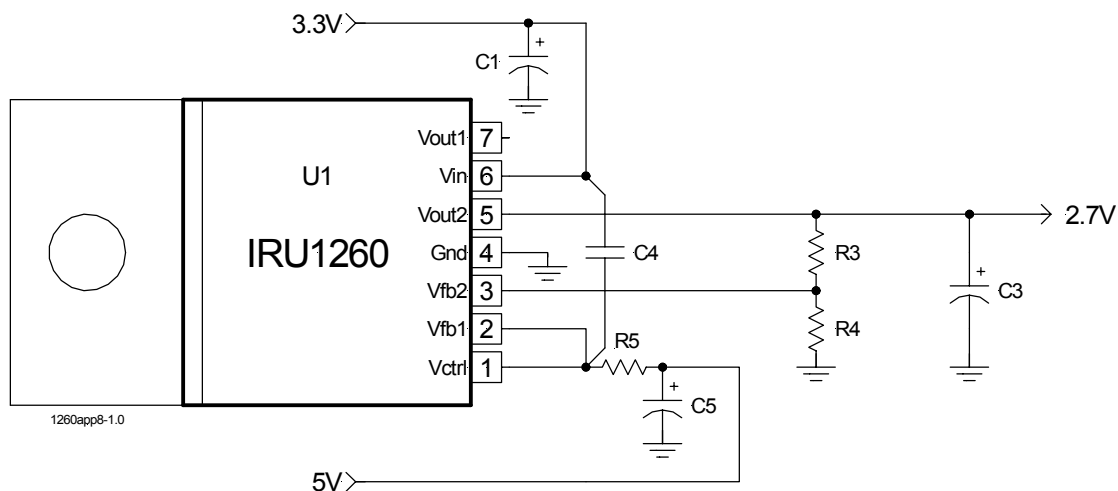 3.3V
C1
+
U1
IRU1260
Vout1 7
Vin 6
Vout2 5
Gnd 4
Vfb2 3
Vfb1 2
Vctrl 1
C4
R3
R4
2.7V
+
C3
R5
+
C5
1260app8-1.0
5V